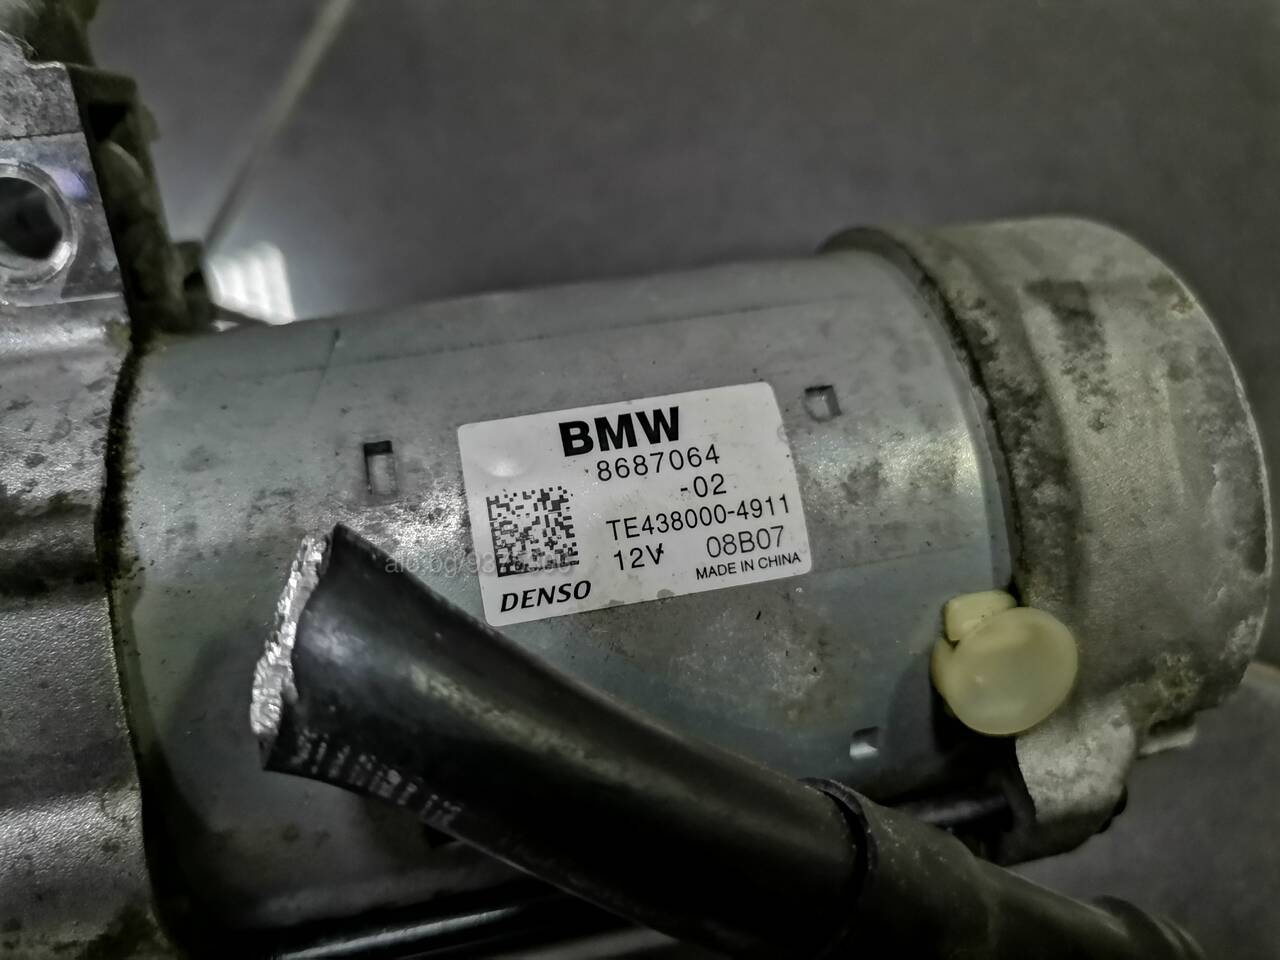 BMW
8687064
-02
TE438000-4911
12V 08B07
MADE IN CHINA
DENSO